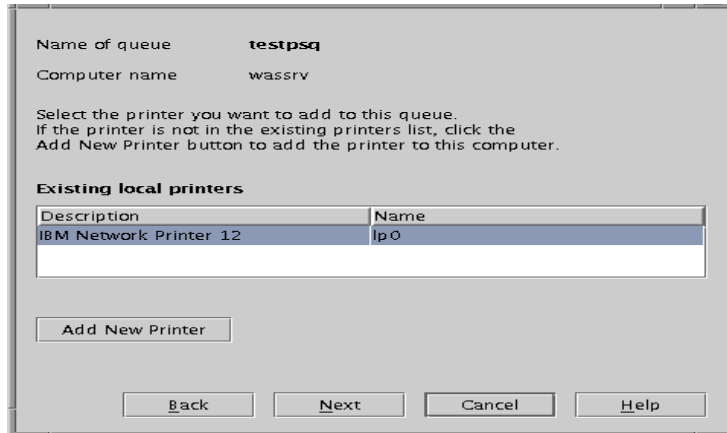 Name of queue testpsq
Computer name wassrv
Select the printer you want to add to this queue.
If the printer is not in the existing printers list, click the
Add New Printer button to add the printer to this computer.
Existing local printers
Description Name
IBM Network Printer 12 lp0
Add New Printer
Back Next Cancel Help